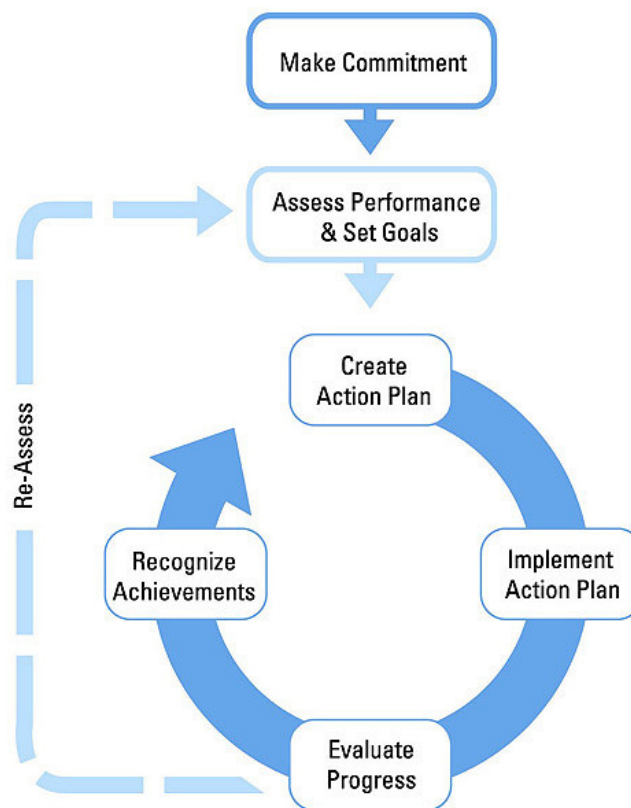 Make Commitment
Assess Performance
& Set Goals
Create
Action Plan
Re-Assess
Recognize
Achievements
Implement
Action Plan
Evaluate
Progress